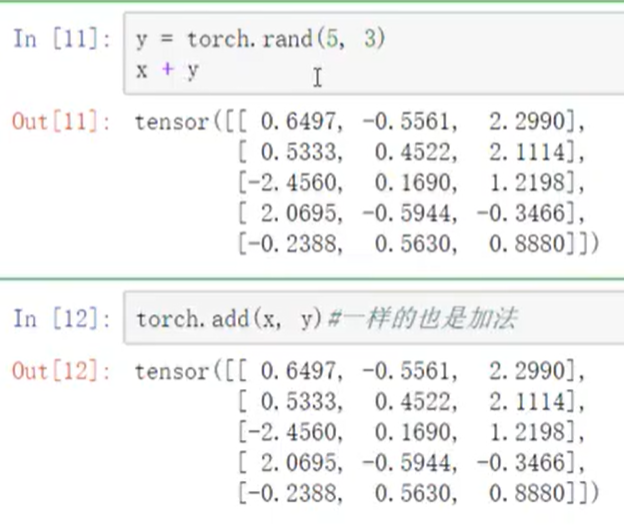 In [11]: y = torch.rand(5, 3)
x + y
Out[11]: tensor([[ 0.6497, -0.5561, 2.2990],
[ 0.5333, 0.4522, 2.1114],
[-2.4560, 0.1690, 1.2198],
[ 2.0695, -0.5944, -0.3466],
[-0.2388, 0.5630, 0.8880]])
In [12]: torch.add(x, y)#一样的也是加法
Out[12]: tensor([[ 0.6497, -0.5561, 2.2990],
[ 0.5333, 0.4522, 2.1114],
[-2.4560, 0.1690, 1.2198],
[ 2.0695, -0.5944, -0.3466],
[-0.2388, 0.5630, 0.8880]])